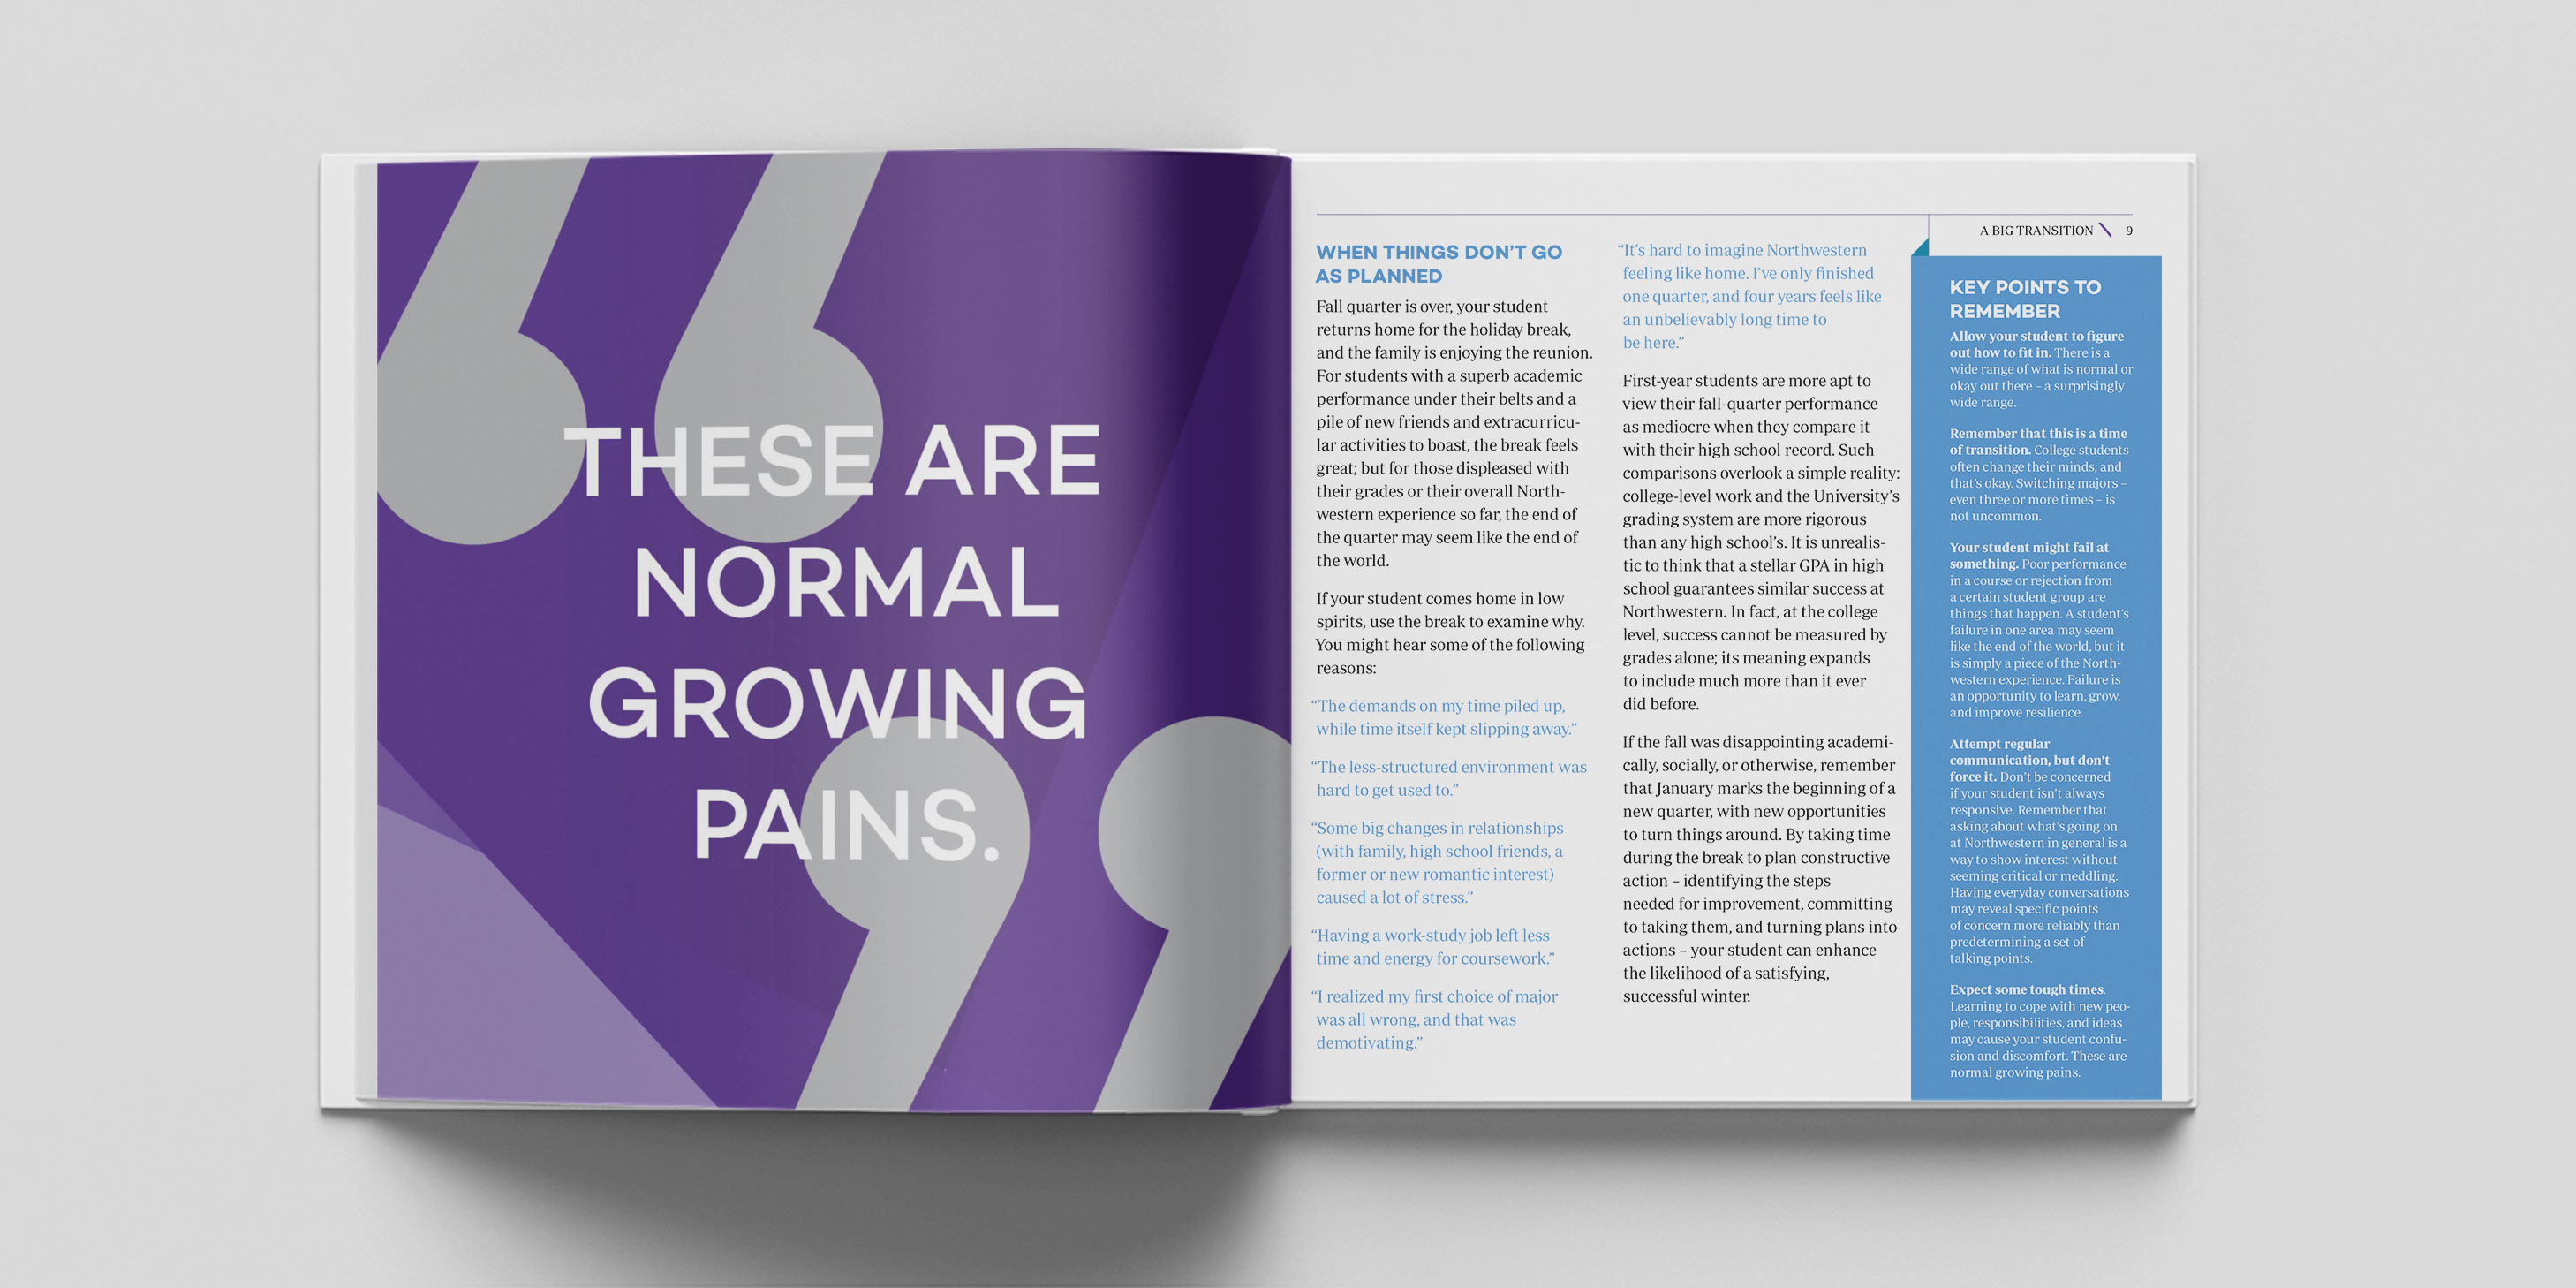 THESE ARE
NORMAL
GROWING
PAINS.
A BIG TRANSITION \ 9
WHEN THINGS DON’T GO
AS PLANNED
Fall quarter is over, your student
returns home for the holiday break,
and the family is enjoying the reunion.
For students with a superb academic
performance under their belts and a
pile of new friends and extracurricu-
lar activities to boast, the break feels
great; but for those displeased with
their grades or their overall North-
western experience so far, the end of
the quarter may seem like the end of
the world.
If your student comes home in low
spirits, use the break to examine why.
You might hear some of the following
reasons:
“The demands on my time piled up,
while time itself kept slipping away.”
“The less-structured environment was
hard to get used to.”
“Some big changes in relationships
(with family, high school friends, a
former or new romantic interest)
caused a lot of stress.”
“Having a work-study job left less
time and energy for coursework.”
“I realized my first choice of major
was all wrong, and that was
demotivating.”
“It’s hard to imagine Northwestern
feeling like home. I’ve only finished
one quarter, and four years feels like
an unbelievably long time to
be here.”
First-year students are more apt to
view their fall-quarter performance
as mediocre when they compare it
with their high school record. Such
comparisons overlook a simple reality:
college-level work and the University’s
grading system are more rigorous
than any high school’s. It is unrealis-
tic to think that a stellar GPA in high
school guarantees similar success at
Northwestern. In fact, at the college
level, success cannot be measured by
grades alone; its meaning expands
to include much more than it ever
did before.
If the fall was disappointing academi-
cally, socially, or otherwise, remember
that January marks the beginning of a
new quarter, with new opportunities
to turn things around. By taking time
during the break to plan constructive
action – identifying the steps
needed for improvement, committing
to taking them, and turning plans into
actions – your student can enhance
the likelihood of a satisfying,
successful winter.
KEY POINTS TO
REMEMBER
Allow your student to figure
out how to fit in. There is a
wide range of what is normal or
okay out there – a surprisingly
wide range.
Remember that this is a time
of transition. College students
often change their minds, and
that’s okay. Switching majors –
even three or more times – is
not uncommon.
Your student might fail at
something. Poor performance
in a course or rejection from
a certain student group are
things that happen. A student’s
failure in one area may seem
like the end of the world, but it
is simply a piece of the North-
western experience. Failure is
an opportunity to learn, grow,
and improve resilience.
Attempt regular
communication, but don’t
force it. Don’t be concerned
if your student isn’t always
responsive. Remember that
asking about what’s going on
at Northwestern in general is a
way to show interest without
seeming critical or meddling.
Having everyday conversations
may reveal specific points
of concern more reliably than
predetermining a set of
talking points.
Expect some tough times.
Learning to cope with new peo-
ple, responsibilities, and ideas
may cause your student confu-
sion and discomfort. These are
normal growing pains.